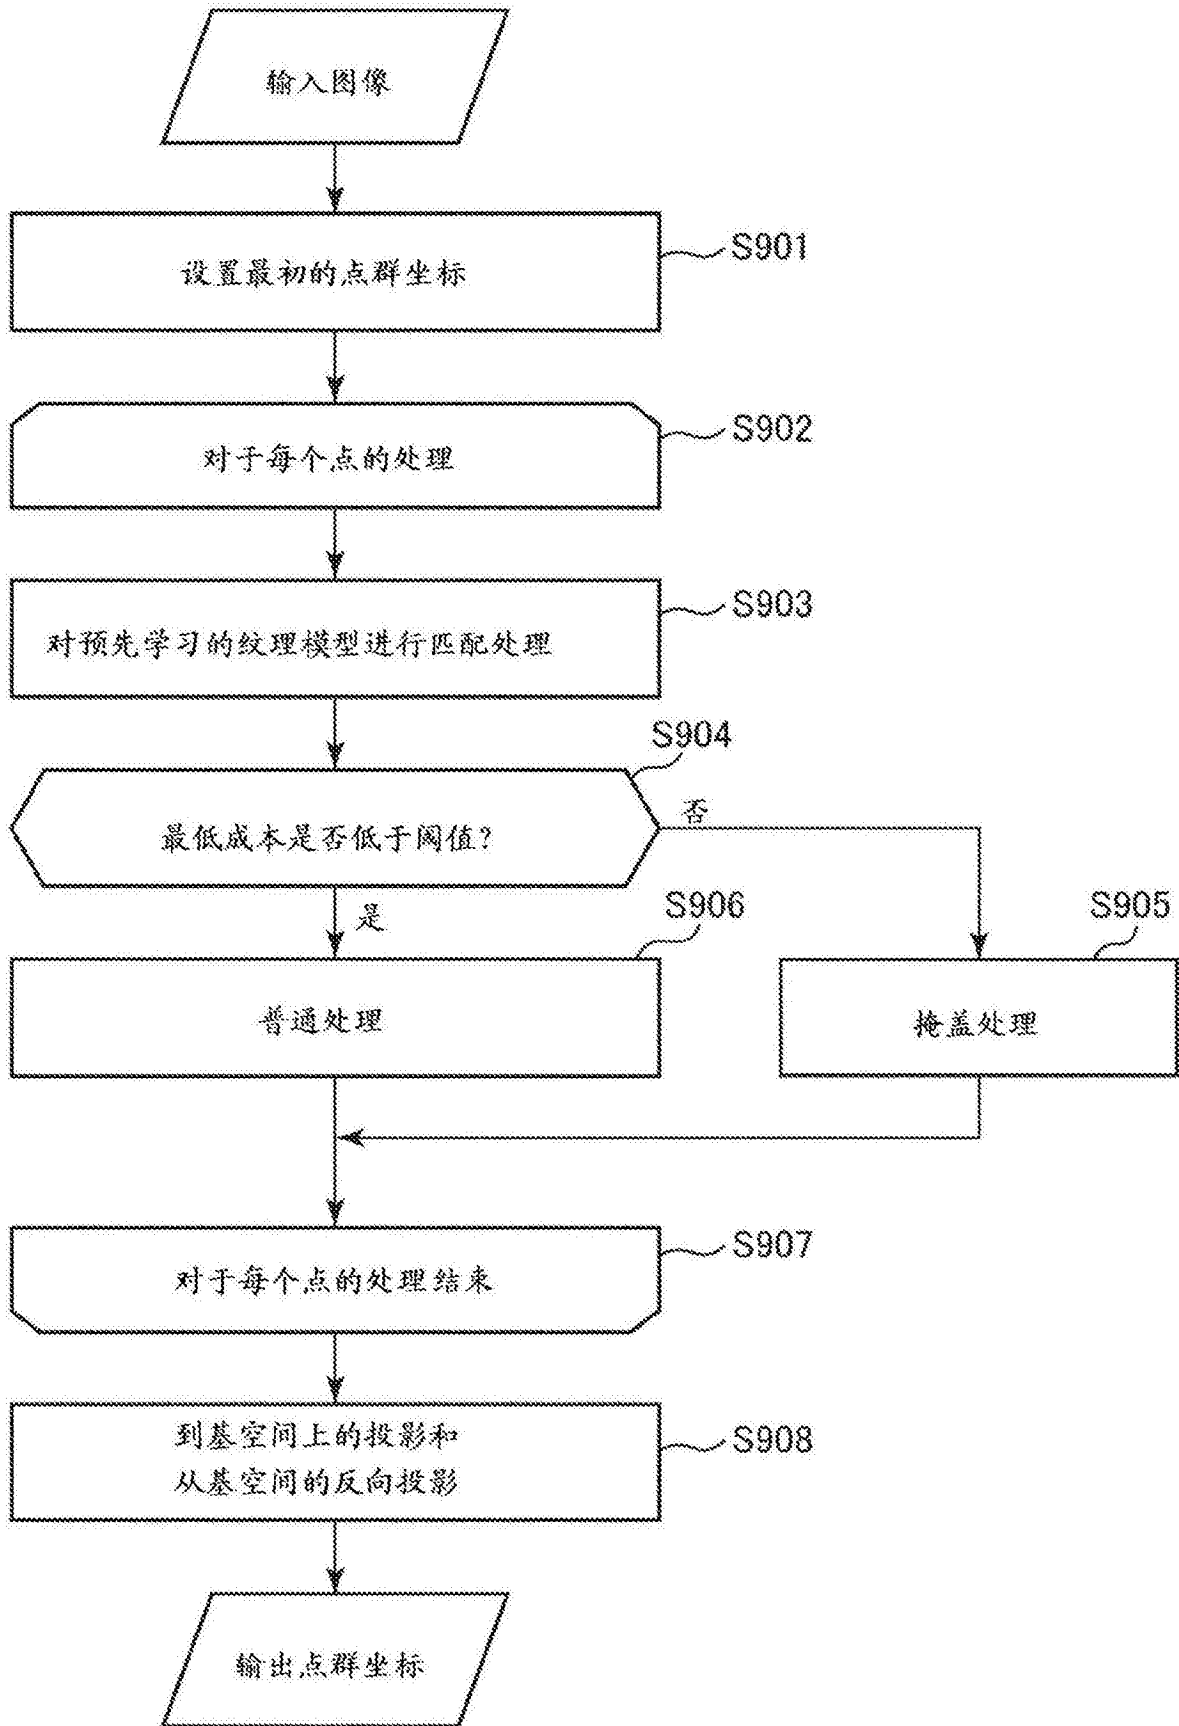 输入图像
S901
设置最初的点群坐标
S902
对于每个点的处理
S903
对预先学习的纹理模型进行匹配处理
S904
最低成本是否低于阈值?
否
是
S906
普通处理
S905
掩盖处理
S907
对于每个点的处理结束
S908
到基空间上的投影和
从基空间的反向投影
输出点群坐标